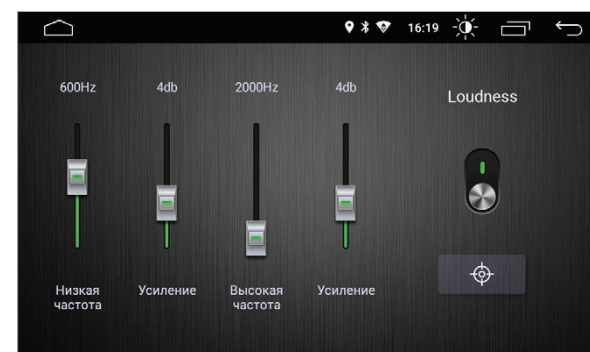 16:19
600Hz
4db
2000Hz
4db
Loudness
Низкая
частота
Усиление
Высокая
частота
Усиление